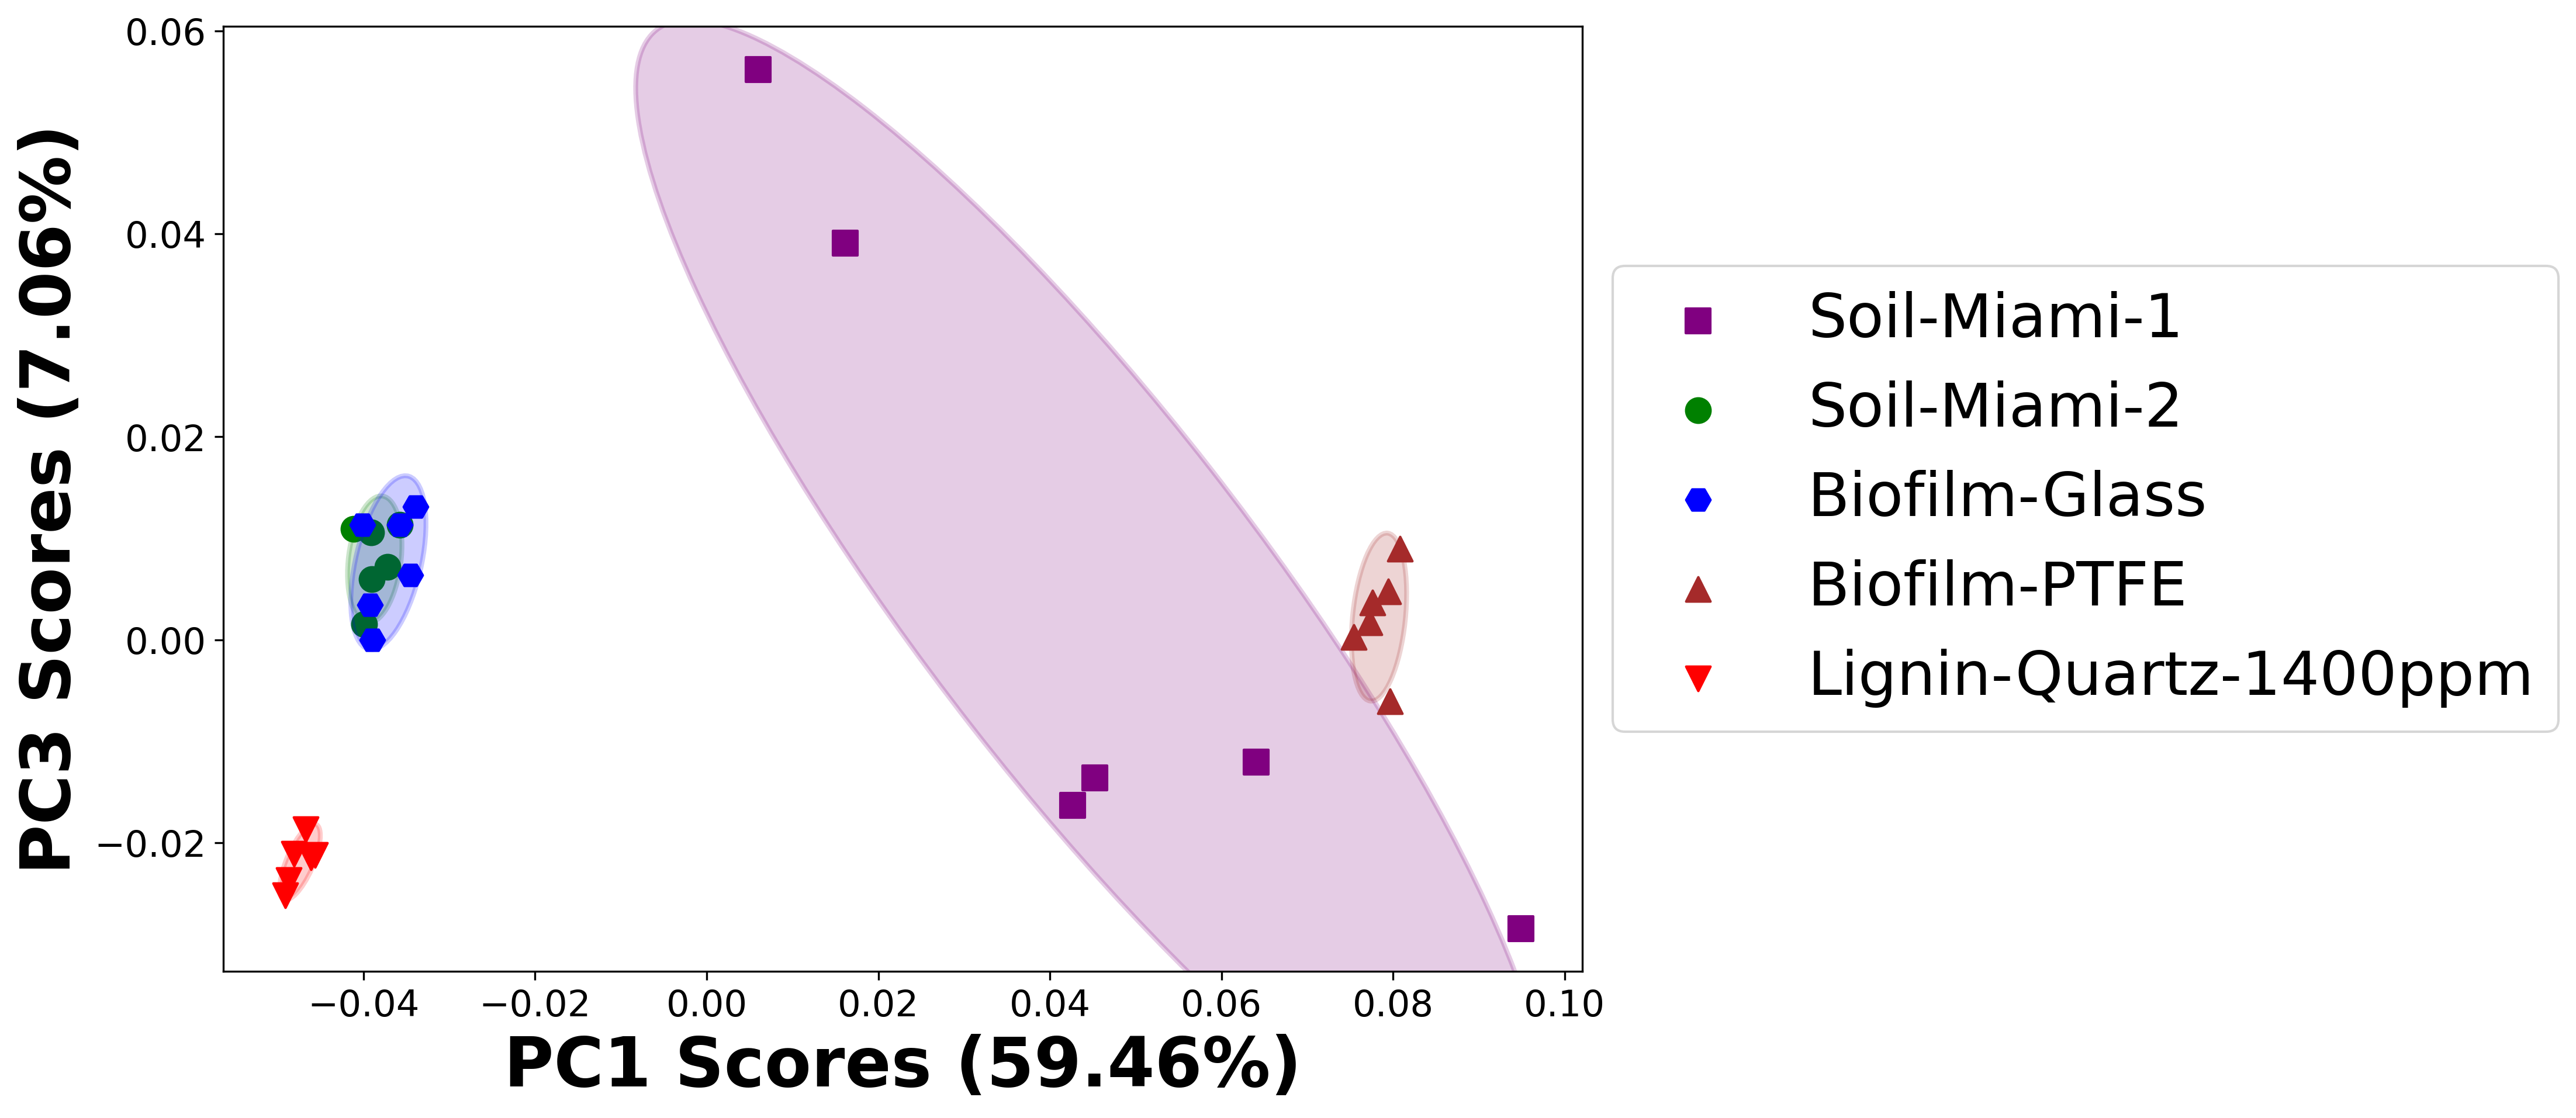 PC3 Scores (7.06%)
0.06
0.04
0.02
0.00
−0.02
−0.04
−0.02
0.00
0.02
0.04
0.06
0.08
0.10
PC1 Scores (59.46%)
Soil-Miami-1
Soil-Miami-2
Biofilm-Glass
Biofilm-PTFE
Lignin-Quartz-1400ppm